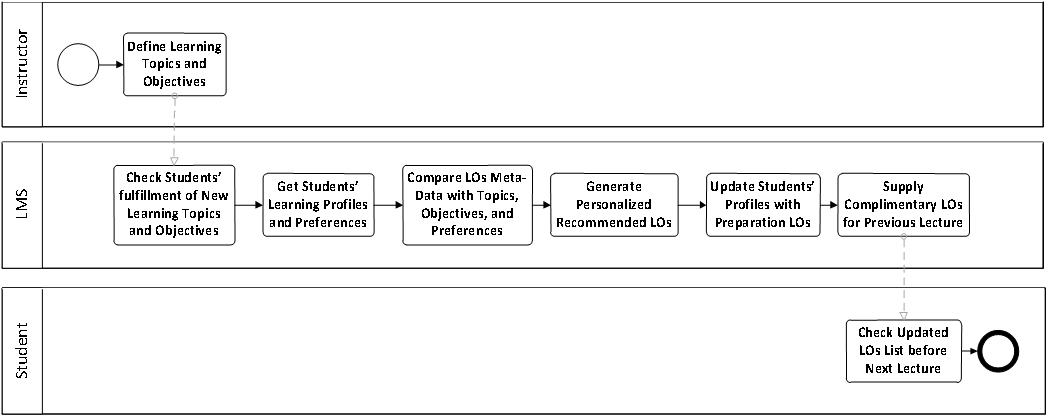 Instructor
Define Learning
Topics and
Objectives
LMS
Check Students'
fulfillment of New
Learning Topics
and Objectives
Get Students'
Learning Profiles
and Preferences
Compare LOs Meta-
Data with Topics,
Objectives, and
Preferences
Generate
Personalized
Recommended LOs
Update Students'
Profiles with
Preparation LOs
Supply
Complimentary LOs
for Previous Lecture
Student
Check Updated
LOs List before
Next Lecture